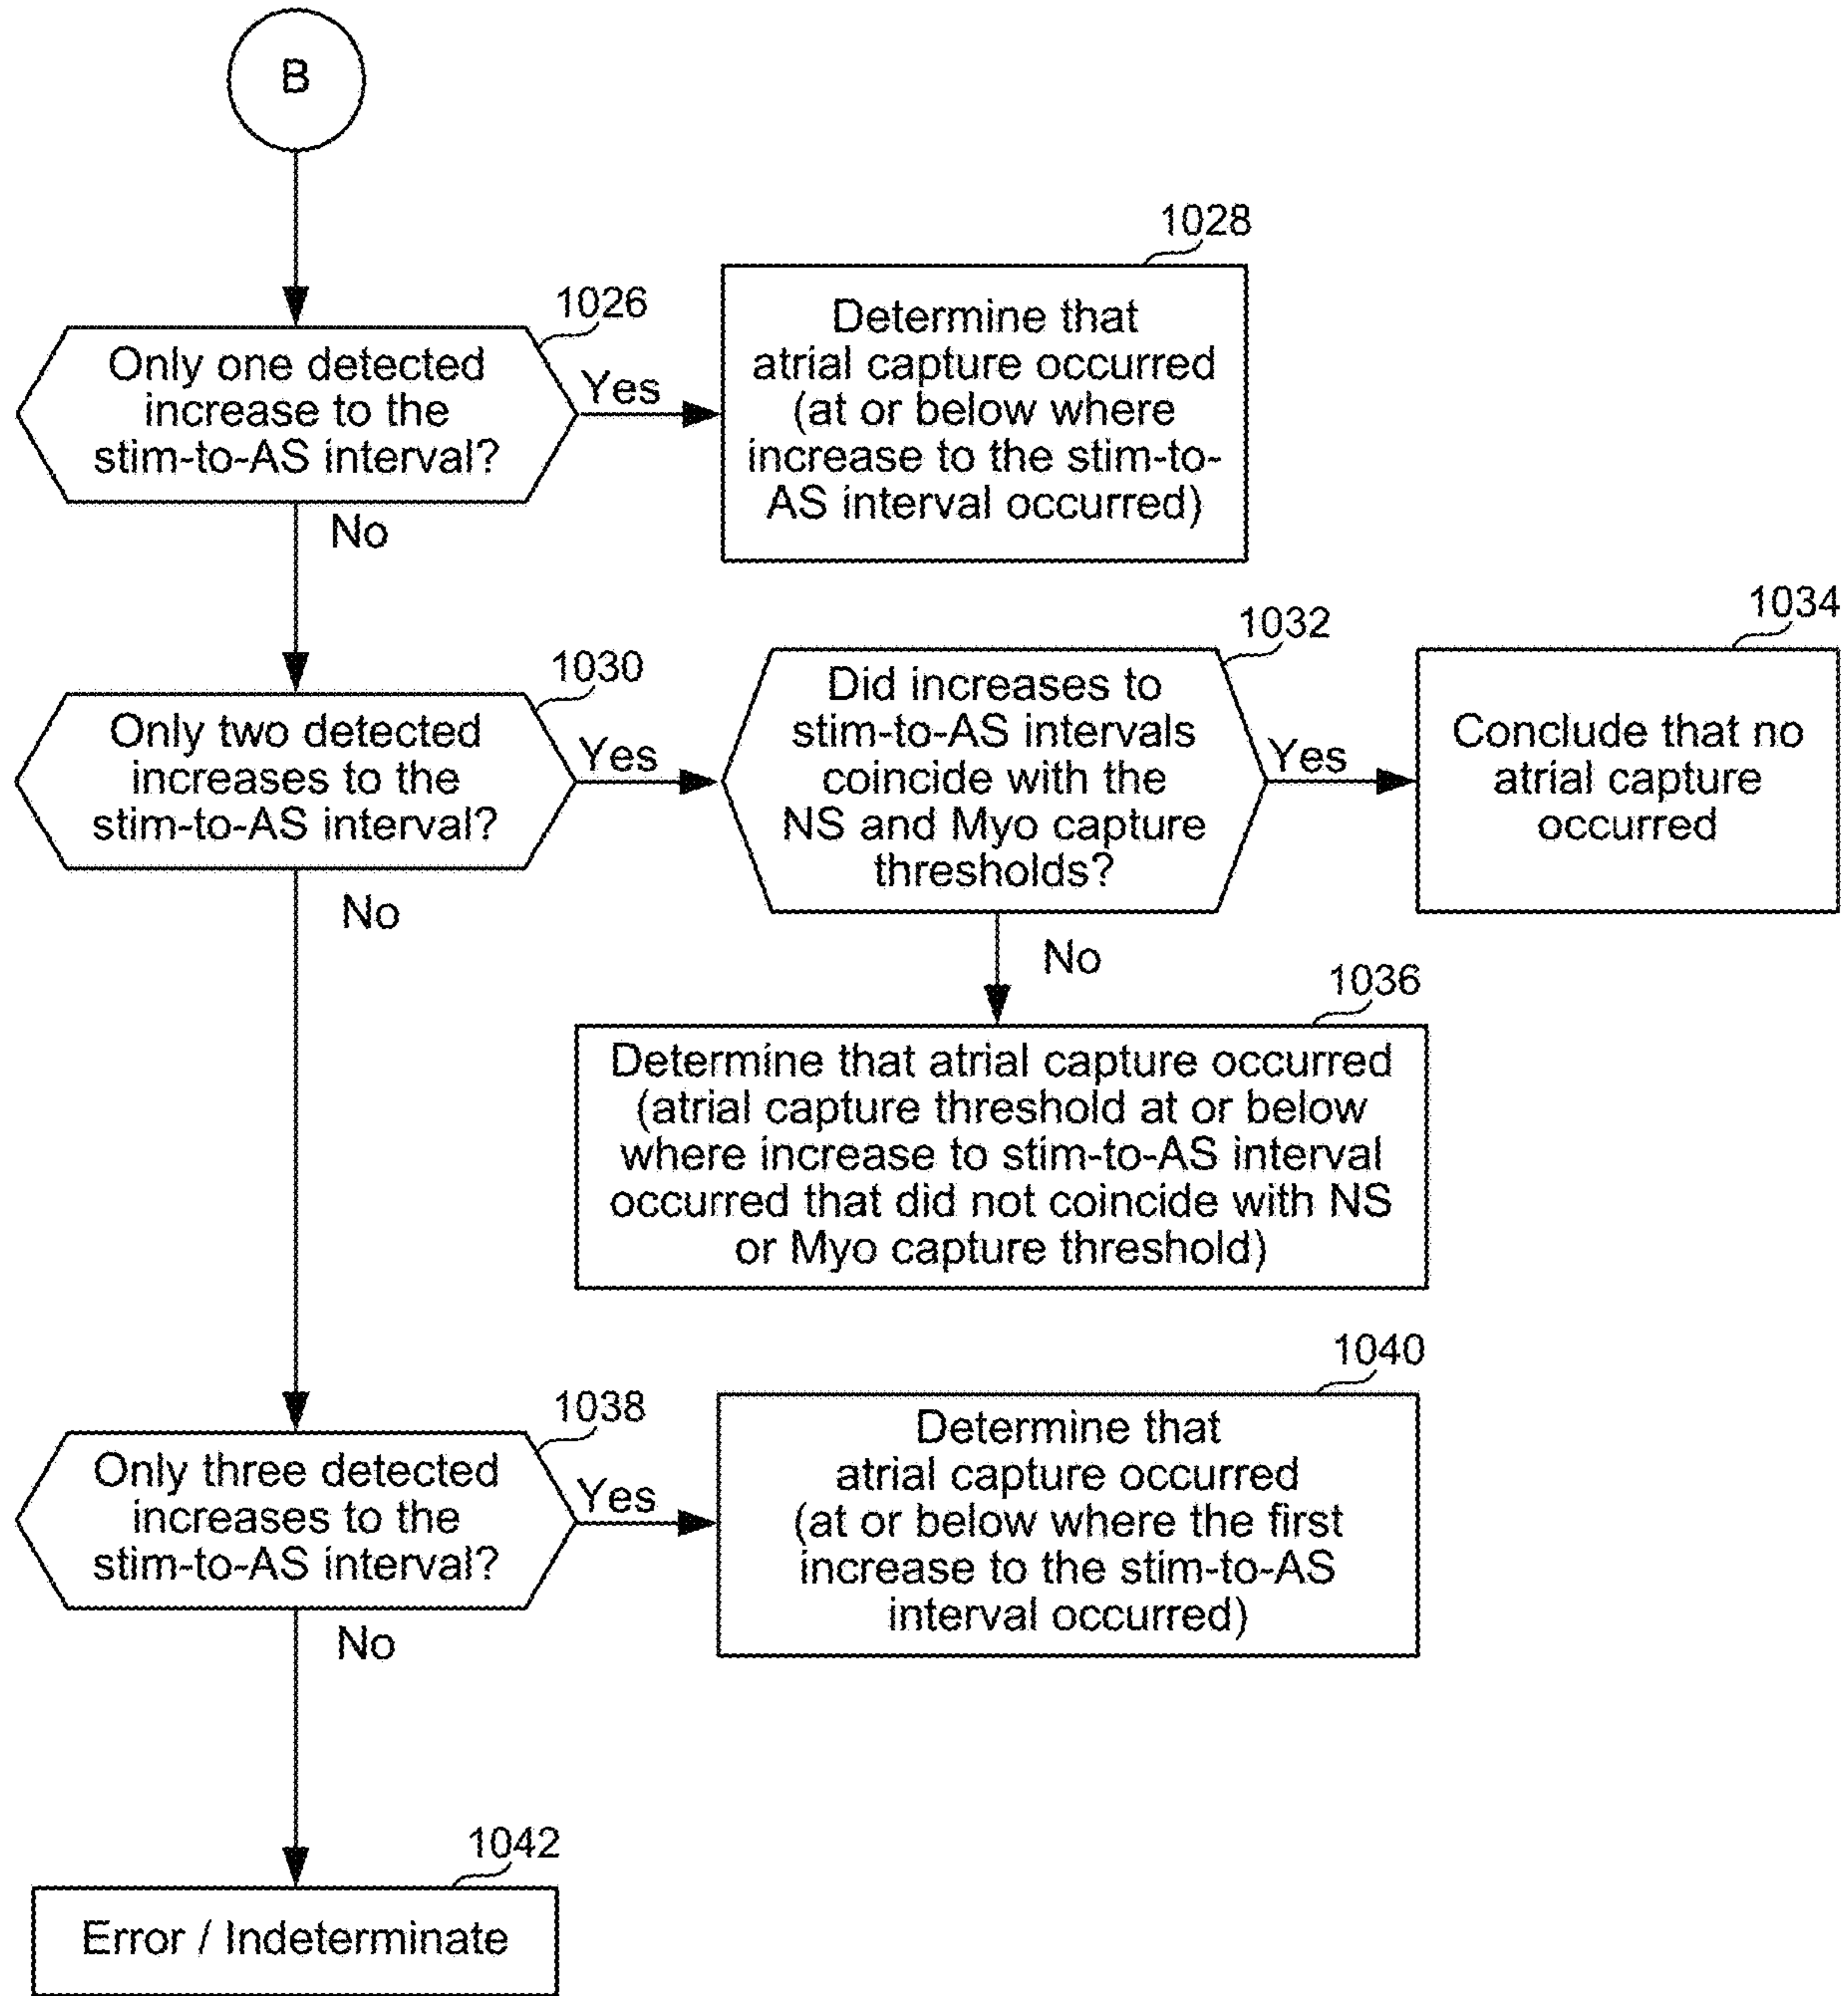 B
1026
Only one detected
increase to the
stim-to-AS interval?
Yes
No
1028
Determine that
atrial capture occurred
(at or below where
increase to the stim-to-
AS interval occurred)
1030
Only two detected
increases to the
stim-to-AS interval?
Yes
No
1032
Did increases to
stim-to-AS intervals
coincide with the
NS and Myo capture
thresholds?
Yes
No
1034
Conclude that no
atrial capture
occurred
1036
Determine that atrial capture occurred
(atrial capture threshold at or below
where increase to stim-to-AS interval
occurred that did not coincide with NS
or Myo capture threshold)
1038
Only three detected
increases to the
stim-to-AS interval?
Yes
No
1040
Determine that
atrial capture occurred
(at or below where the first
increase to the stim-to-AS
interval occurred)
1042
Error / Indeterminate